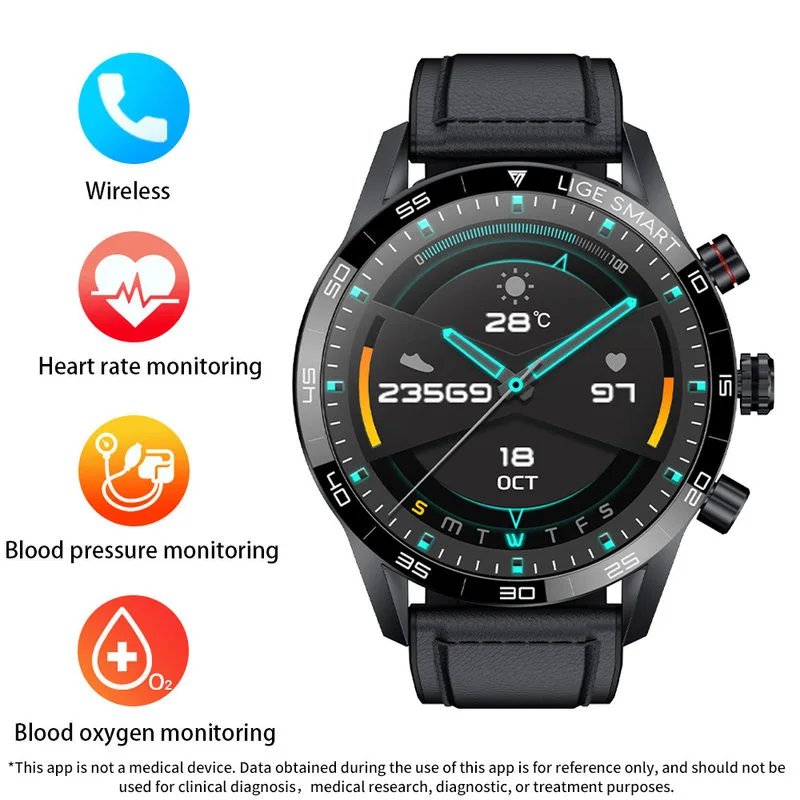 Wireless
Heart rate monitoring
Blood pressure monitoring
O₂
Blood oxygen monitoring
LIGE SMART
55
50
45
40
35
30
25
20
15
10
0
100
28°C
23569
97
18
OCT
S M T W T F S
*This app is not a medical device. Data obtained during the use of this app is for reference only, and should not be
used for clinical diagnosis，medical research, diagnostic, or treatment purposes.